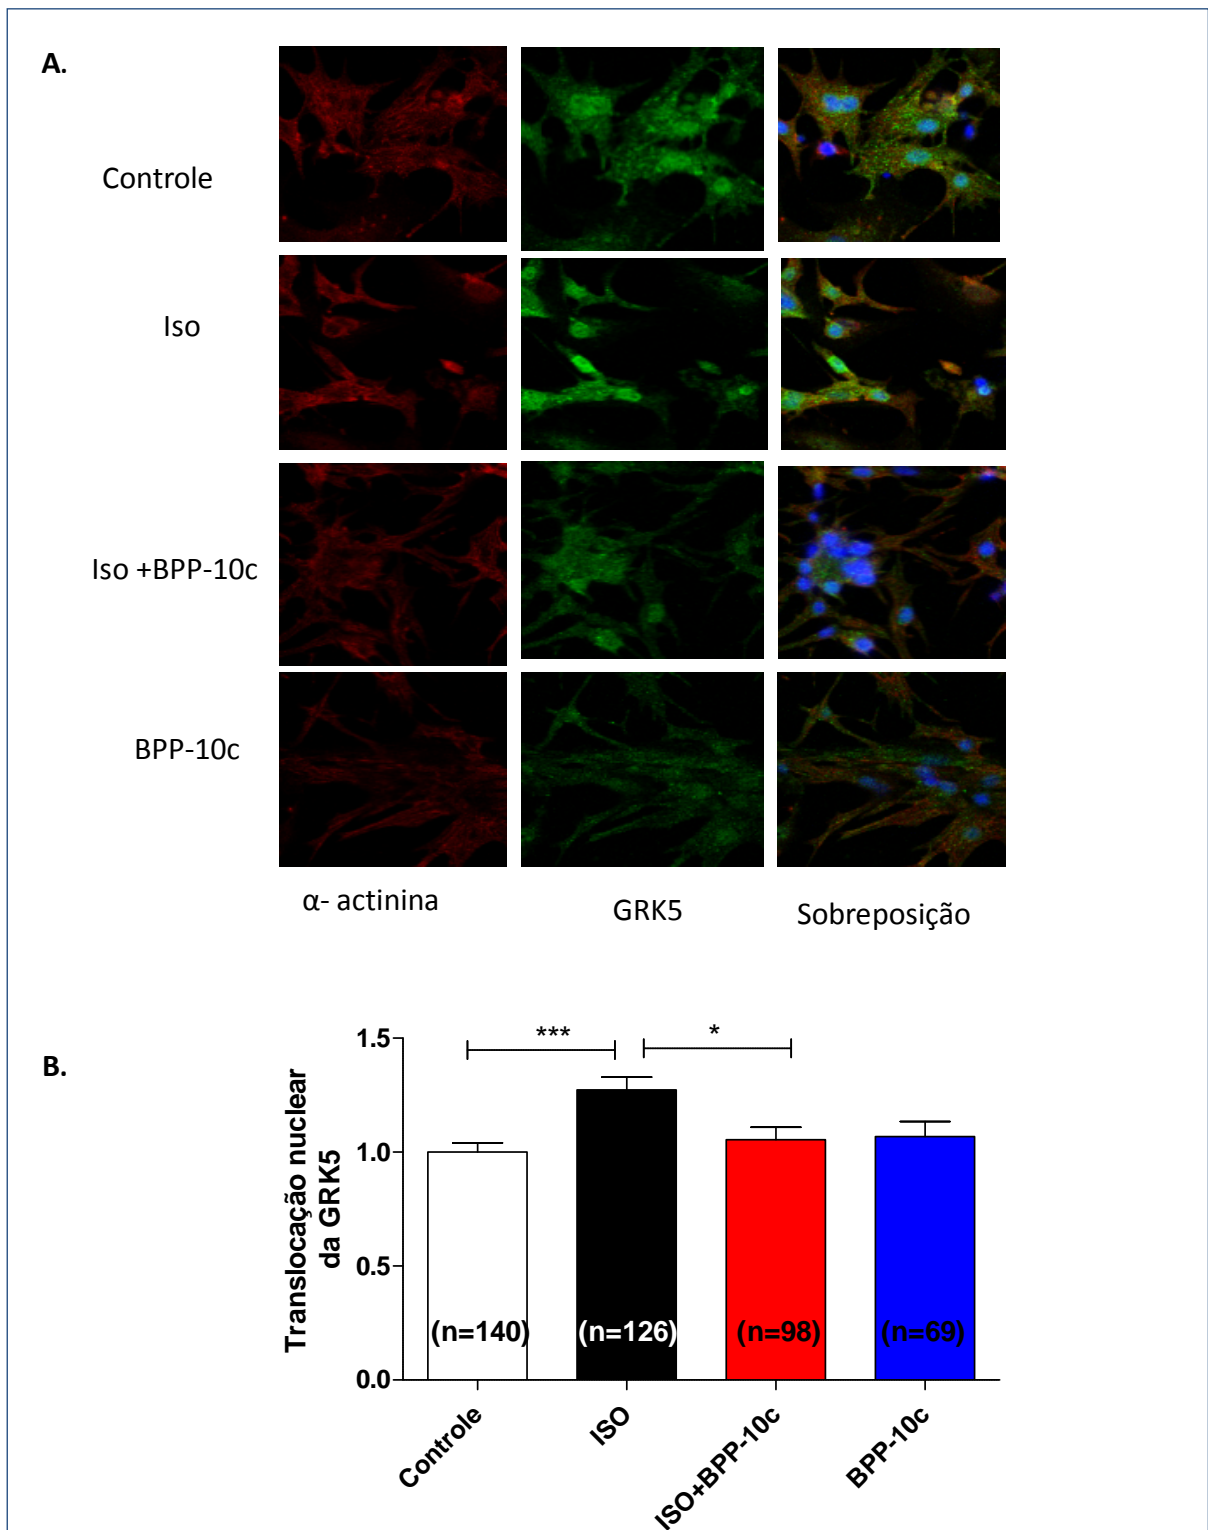 A.
Controle
Iso
Iso +BPP-10c
BPP-10c
α- actinina
GRK5
Sobreposição
B.
Translocação nuclear
da GRK5
1.5
1.0
0.5
0.0
***
*
(n=140)
(n=126)
(n=98)
(n=69)
Controle
ISO
ISO+BPP-10c
BPP-10c